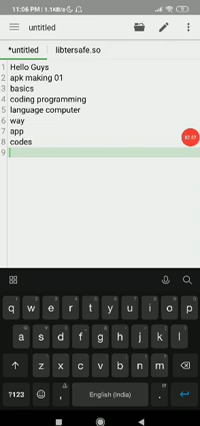 11:06 PM | 1.1KB/s
untitled
*untitled
libtersafe.so
1 Hello Guys
2 apk making 01
3 basics
4 coding programming
5 language computer
6 way
7 app
8 codes
9
q w e r t y u i o p
a s d f g h j k l
z x c v b n m
?123
English (India)